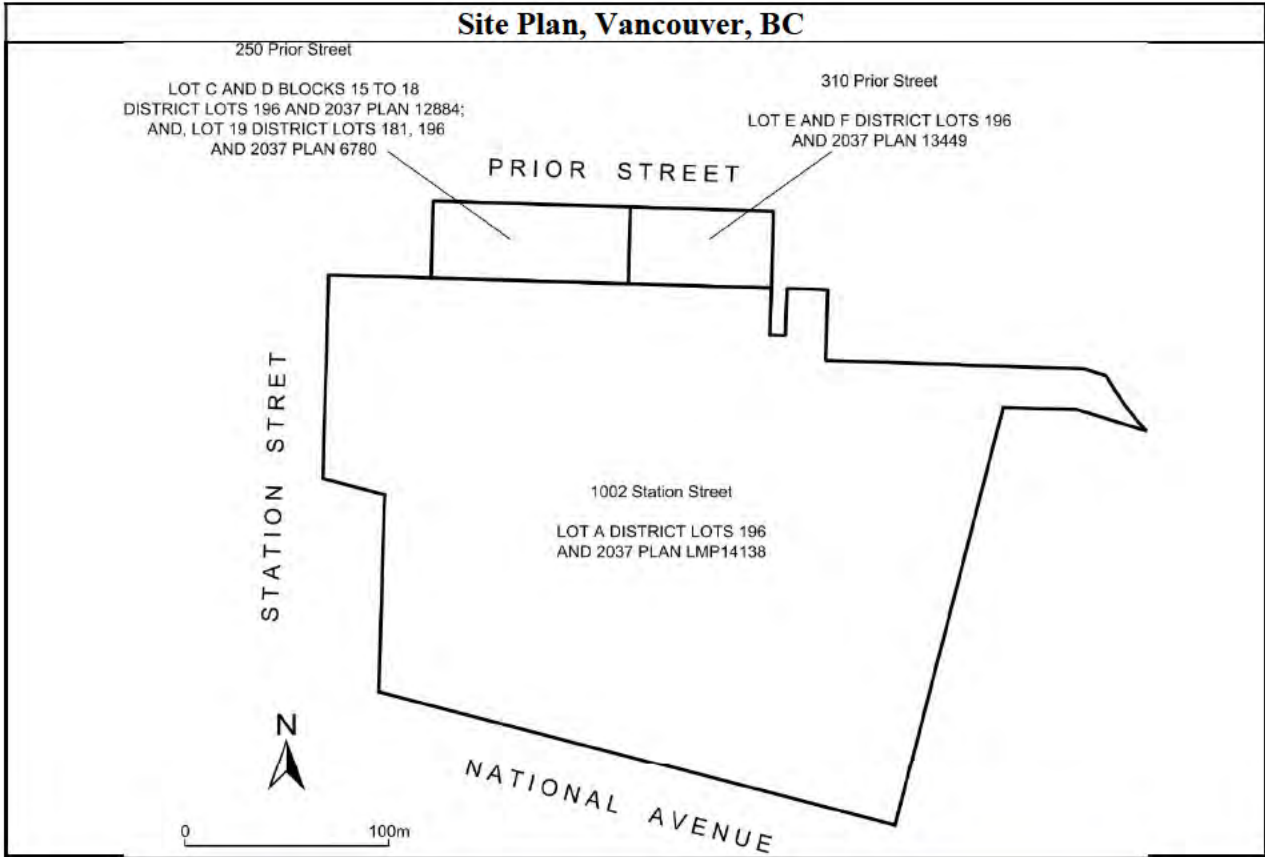 Site Plan, Vancouver, BC
250 Prior Street
LOT C AND D BLOCKS 15 TO 18
DISTRICT LOTS 196 AND 2037 PLAN 12884;
AND, LOT 19 DISTRICT LOTS 181, 196
AND 2037 PLAN 6780
310 Prior Street
LOT E AND F DISTRICT LOTS 196
AND 2037 PLAN 13449
PRIOR STREET
STATION STRET
1002 Station Street
LOT A DISTRICT LOTS 196
AND 2037 PLAN LMP14138
N
NATIONAL AVENUE
0 100m